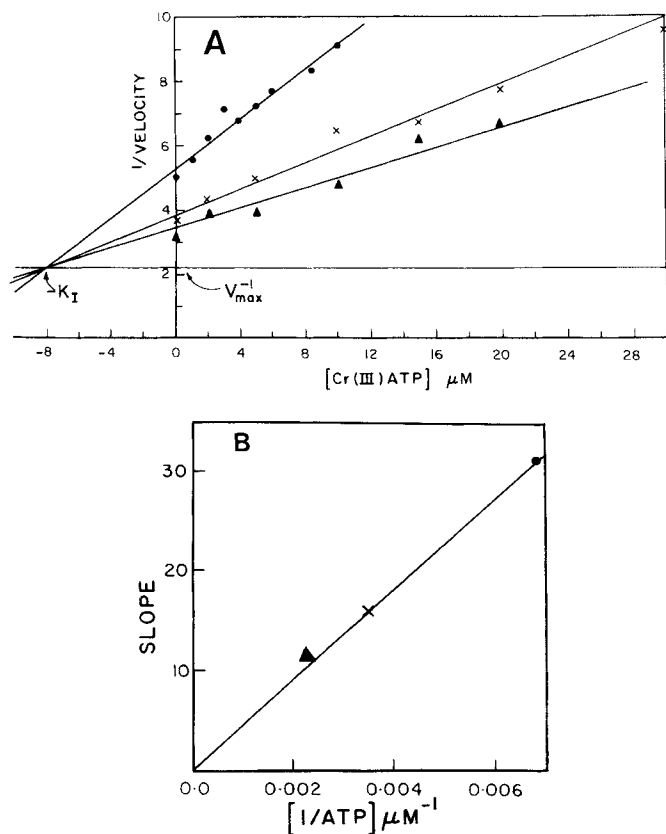 A
10
8
6
4
2
1/VELOCITY
K_I
V_max^-1
-8 -4 0 4 8 12 16 20 24 28
[Cr(III)ATP] μM
B
30
20
10
SLOPE
0.0 0.002 0.004 0.006
[1/ATP] μM^-1